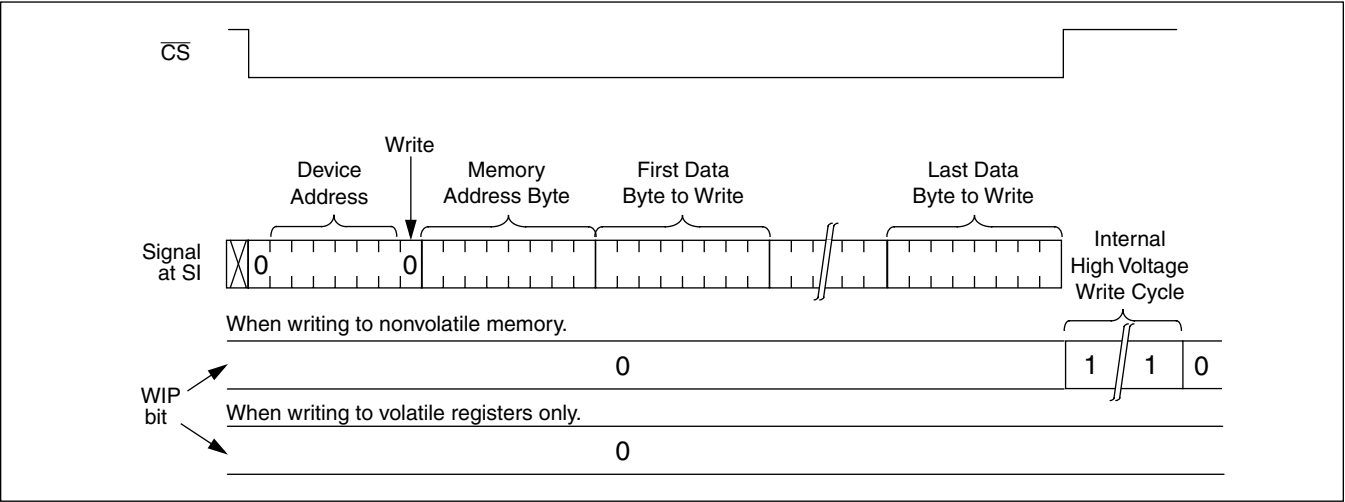 CS
Write
Device
Address
Memory
Address Byte
First Data
Byte to Write
Last Data
Byte to Write
Signal
at SI
0
0
Internal
High Voltage
Write Cycle
When writing to nonvolatile memory.
0
1
1
0
WIP
bit
When writing to volatile registers only.
0